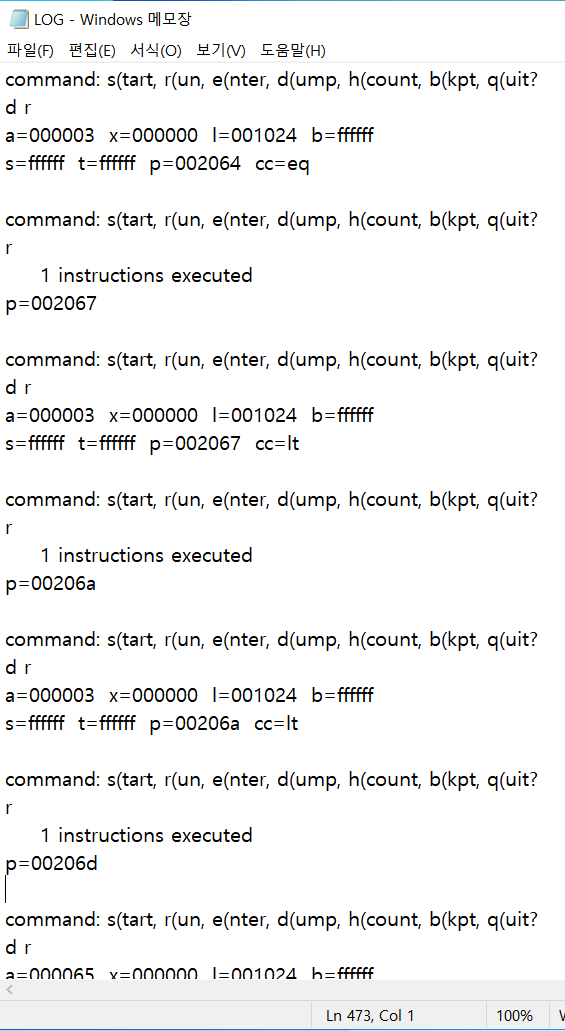 LOG - Windows 메모장
파일(F) 편집(E) 서식(O) 보기(V) 도움말(H)
command: s(tart, r(un, e(nter, d(ump, h(count, b(kpt, q(uit?
d r
a=000003 x=000000 l=001024 b=ffffff
s=ffffff t=ffffff p=002064 cc=eq
command: s(tart, r(un, e(nter, d(ump, h(count, b(kpt, q(uit?
r
1 instructions executed
p=002067
command: s(tart, r(un, e(nter, d(ump, h(count, b(kpt, q(uit?
d r
a=000003 x=000000 l=001024 b=ffffff
s=ffffff t=ffffff p=002067 cc=lt
command: s(tart, r(un, e(nter, d(ump, h(count, b(kpt, q(uit?
r
1 instructions executed
p=00206a
command: s(tart, r(un, e(nter, d(ump, h(count, b(kpt, q(uit?
d r
a=000003 x=000000 l=001024 b=ffffff
s=ffffff t=ffffff p=00206a cc=lt
command: s(tart, r(un, e(nter, d(ump, h(count, b(kpt, q(uit?
r
1 instructions executed
p=00206d
command: s(tart, r(un, e(nter, d(ump, h(count, b(kpt, q(uit?
d r
a=000065 x=000000 l=001024 b=ffffff
Ln 473, Col 1 100%